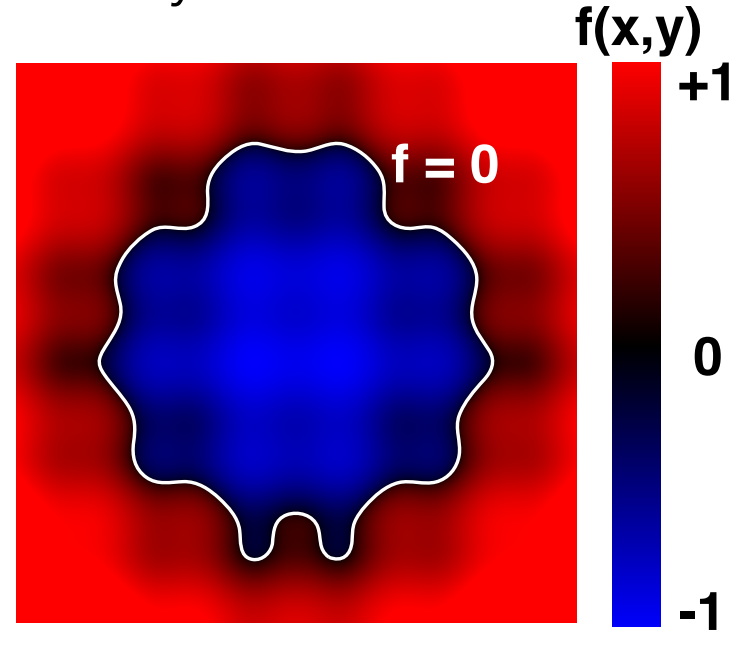 f(x,y)
+1
f = 0
0
-1